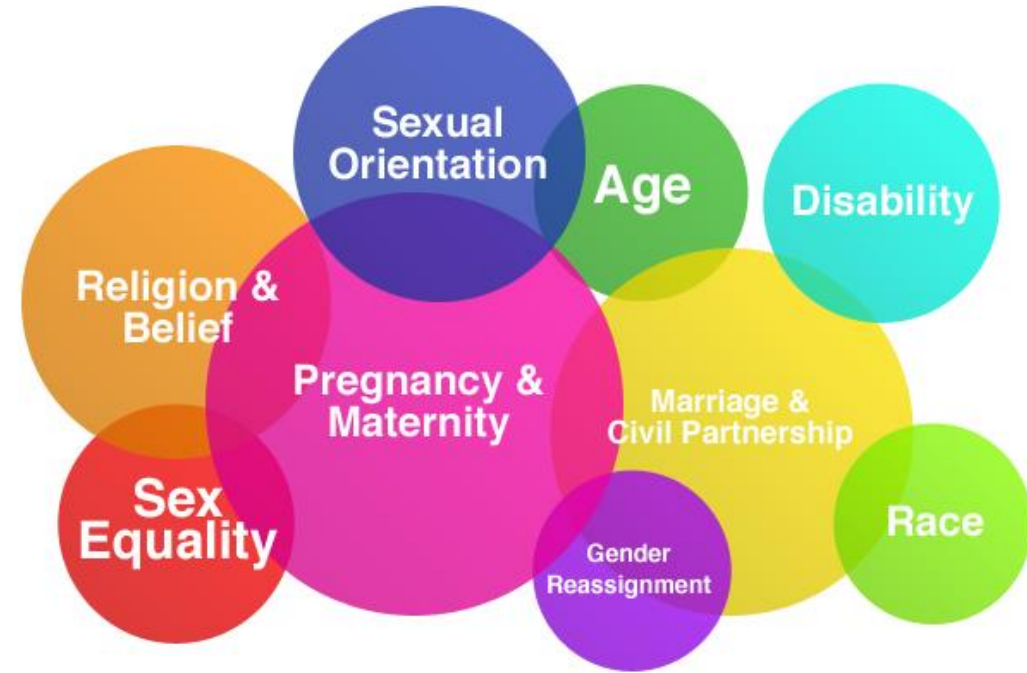 Sexual
Orientation
Age
Disability
Religion &
Belief
Pregnancy &
Maternity
Marriage &
Civil Partnership
Sex
Equality
Gender
Reassignment
Race